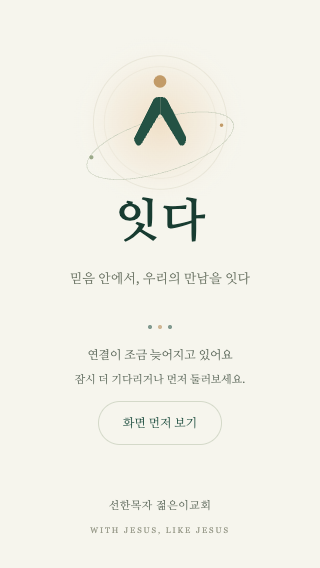 잇다
믿음 안에서, 우리의 만남을 잇다
연결이 조금 늦어지고 있어요
잠시 더 기다리거나 먼저 둘러보세요.
화면 먼저 보기
선한목자 젊은이교회
WITH JESUS, LIKE JESUS